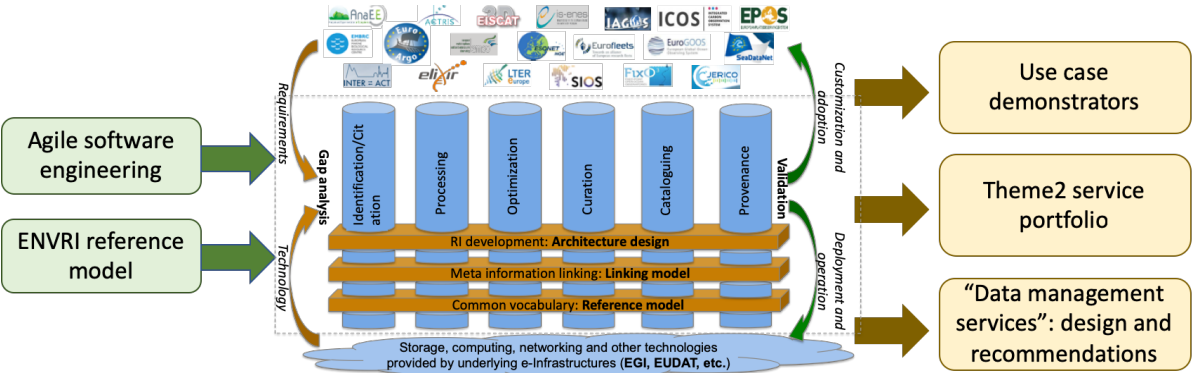 AnaEE
ACTRIS
EISCAT
is-enes
IAGOS
ICOS
EPOS
EMBRC
Euro
Argo
Eurofleets
EuroGOOS
SeaDataNet
INTER = ACT
elixir
LTER
europe
SIOS
FixO
JERICO
Requirements
Customization and
adoption
Use case
demonstrators
Agile software
engineering
Gap analysis
Identification/Cit
ation
Processing
Optimization
Curation
Cataloguing
Provenance
Validation
Theme2 service
portfolio
ENVRI reference
model
Technology
RI development: Architecture design
Meta information linking: Linking model
Common vocabulary: Reference model
Deployment and
operation
"Data management
services": design and
recommendations
Storage, computing, networking and other technologies
provided by underlying e-Infrastructures (EGI, EUDAT, etc.)